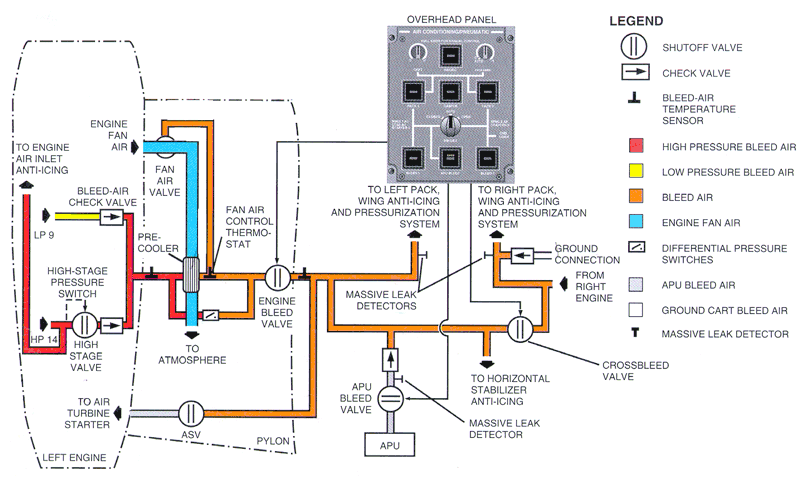 OVERHEAD PANEL
AIR CONDITIONING/PNEUMATIC
LEGEND
SHUTOFF VALVE
CHECK VALVE
BLEED-AIR
TEMPERATURE
SENSOR
HIGH PRESSURE BLEED AIR
LOW PRESSURE BLEED AIR
BLEED AIR
ENGINE FAN AIR
DIFFERENTIAL PRESSURE
SWITCHES
APU BLEED AIR
GROUND CART BLEED AIR
MASSIVE LEAK DETECTOR
ENGINE
FAN
AIR
FAN
AIR
VALVE
TO ENGINE
AIR INLET
ANTI-ICING
BLEED-AIR
CHECK VALVE
LP 9
PRE-
COOLER
FAN AIR
CONTROL
THERMO-
STAT
HIGH-STAGE
PRESSURE
SWITCH
HP 14
HIGH
STAGE
VALVE
ENGINE
BLEED
VALVE
TO
ATMOSPHERE
TO AIR
TURBINE
STARTER
ASV
PYLON
LEFT ENGINE
TO LEFT PACK,
WING ANTI-ICING
AND PRESSURIZATION
SYSTEM
TO RIGHT PACK,
WING ANTI-ICING
AND PRESSURIZATION
SYSTEM
GROUND
CONNECTION
FROM
RIGHT
ENGINE
MASSIVE LEAK
DETECTORS
CROSSBLEED
VALVE
TO HORIZONTAL
STABILIZER
ANTI-ICING
APU
BLEED
VALVE
MASSIVE LEAK
DETECTOR
APU